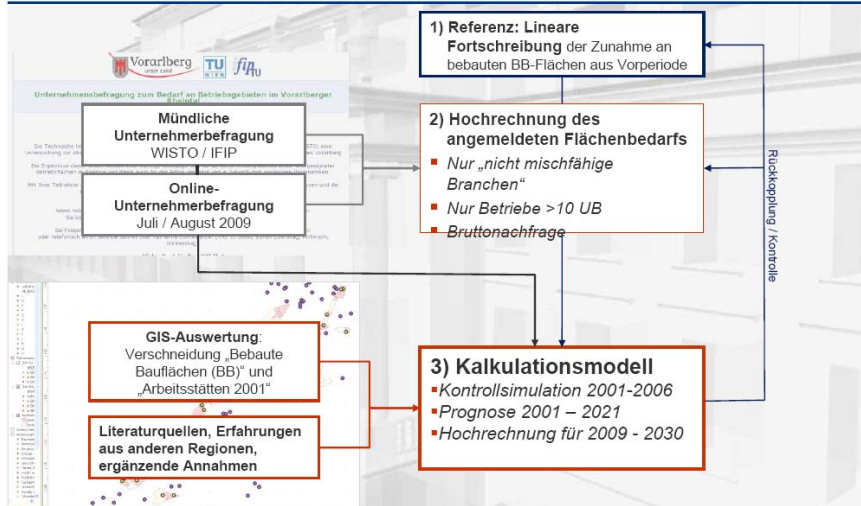 1) Referenz: Lineare
Fortschreibung der Zunahme an
bebauten BB-Flächen aus Vorperiode
Vorarlberg
unser Land
TU
WIEN
ifip TU
Unternehmensbefragung zum Bedarf an Betriebsgebieten im Vorarlberger
Rheintal
Mündliche
Unternehmerbefragung
WISTO / IFIP
Online-
Unternehmerbefragung
Juli / August 2009
2) Hochrechnung des
angemeldeten Flächenbedarfs
▪ Nur „nicht mischfähige
Branchen“
▪ Nur Betriebe >10 UB
▪ Bruttonachfrage
Rückkopplung / Kontrolle
GIS-Auswertung:
Verschneidung „Bebaute
Bauflächen (BB)“ und
„Arbeitsstätten 2001“
Literaturquellen, Erfahrungen
aus anderen Regionen,
ergänzende Annahmen
3) Kalkulationsmodell
▪Kontrollsimulation 2001-2006
▪Prognose 2001 – 2021
▪Hochrechnung für 2009 - 2030